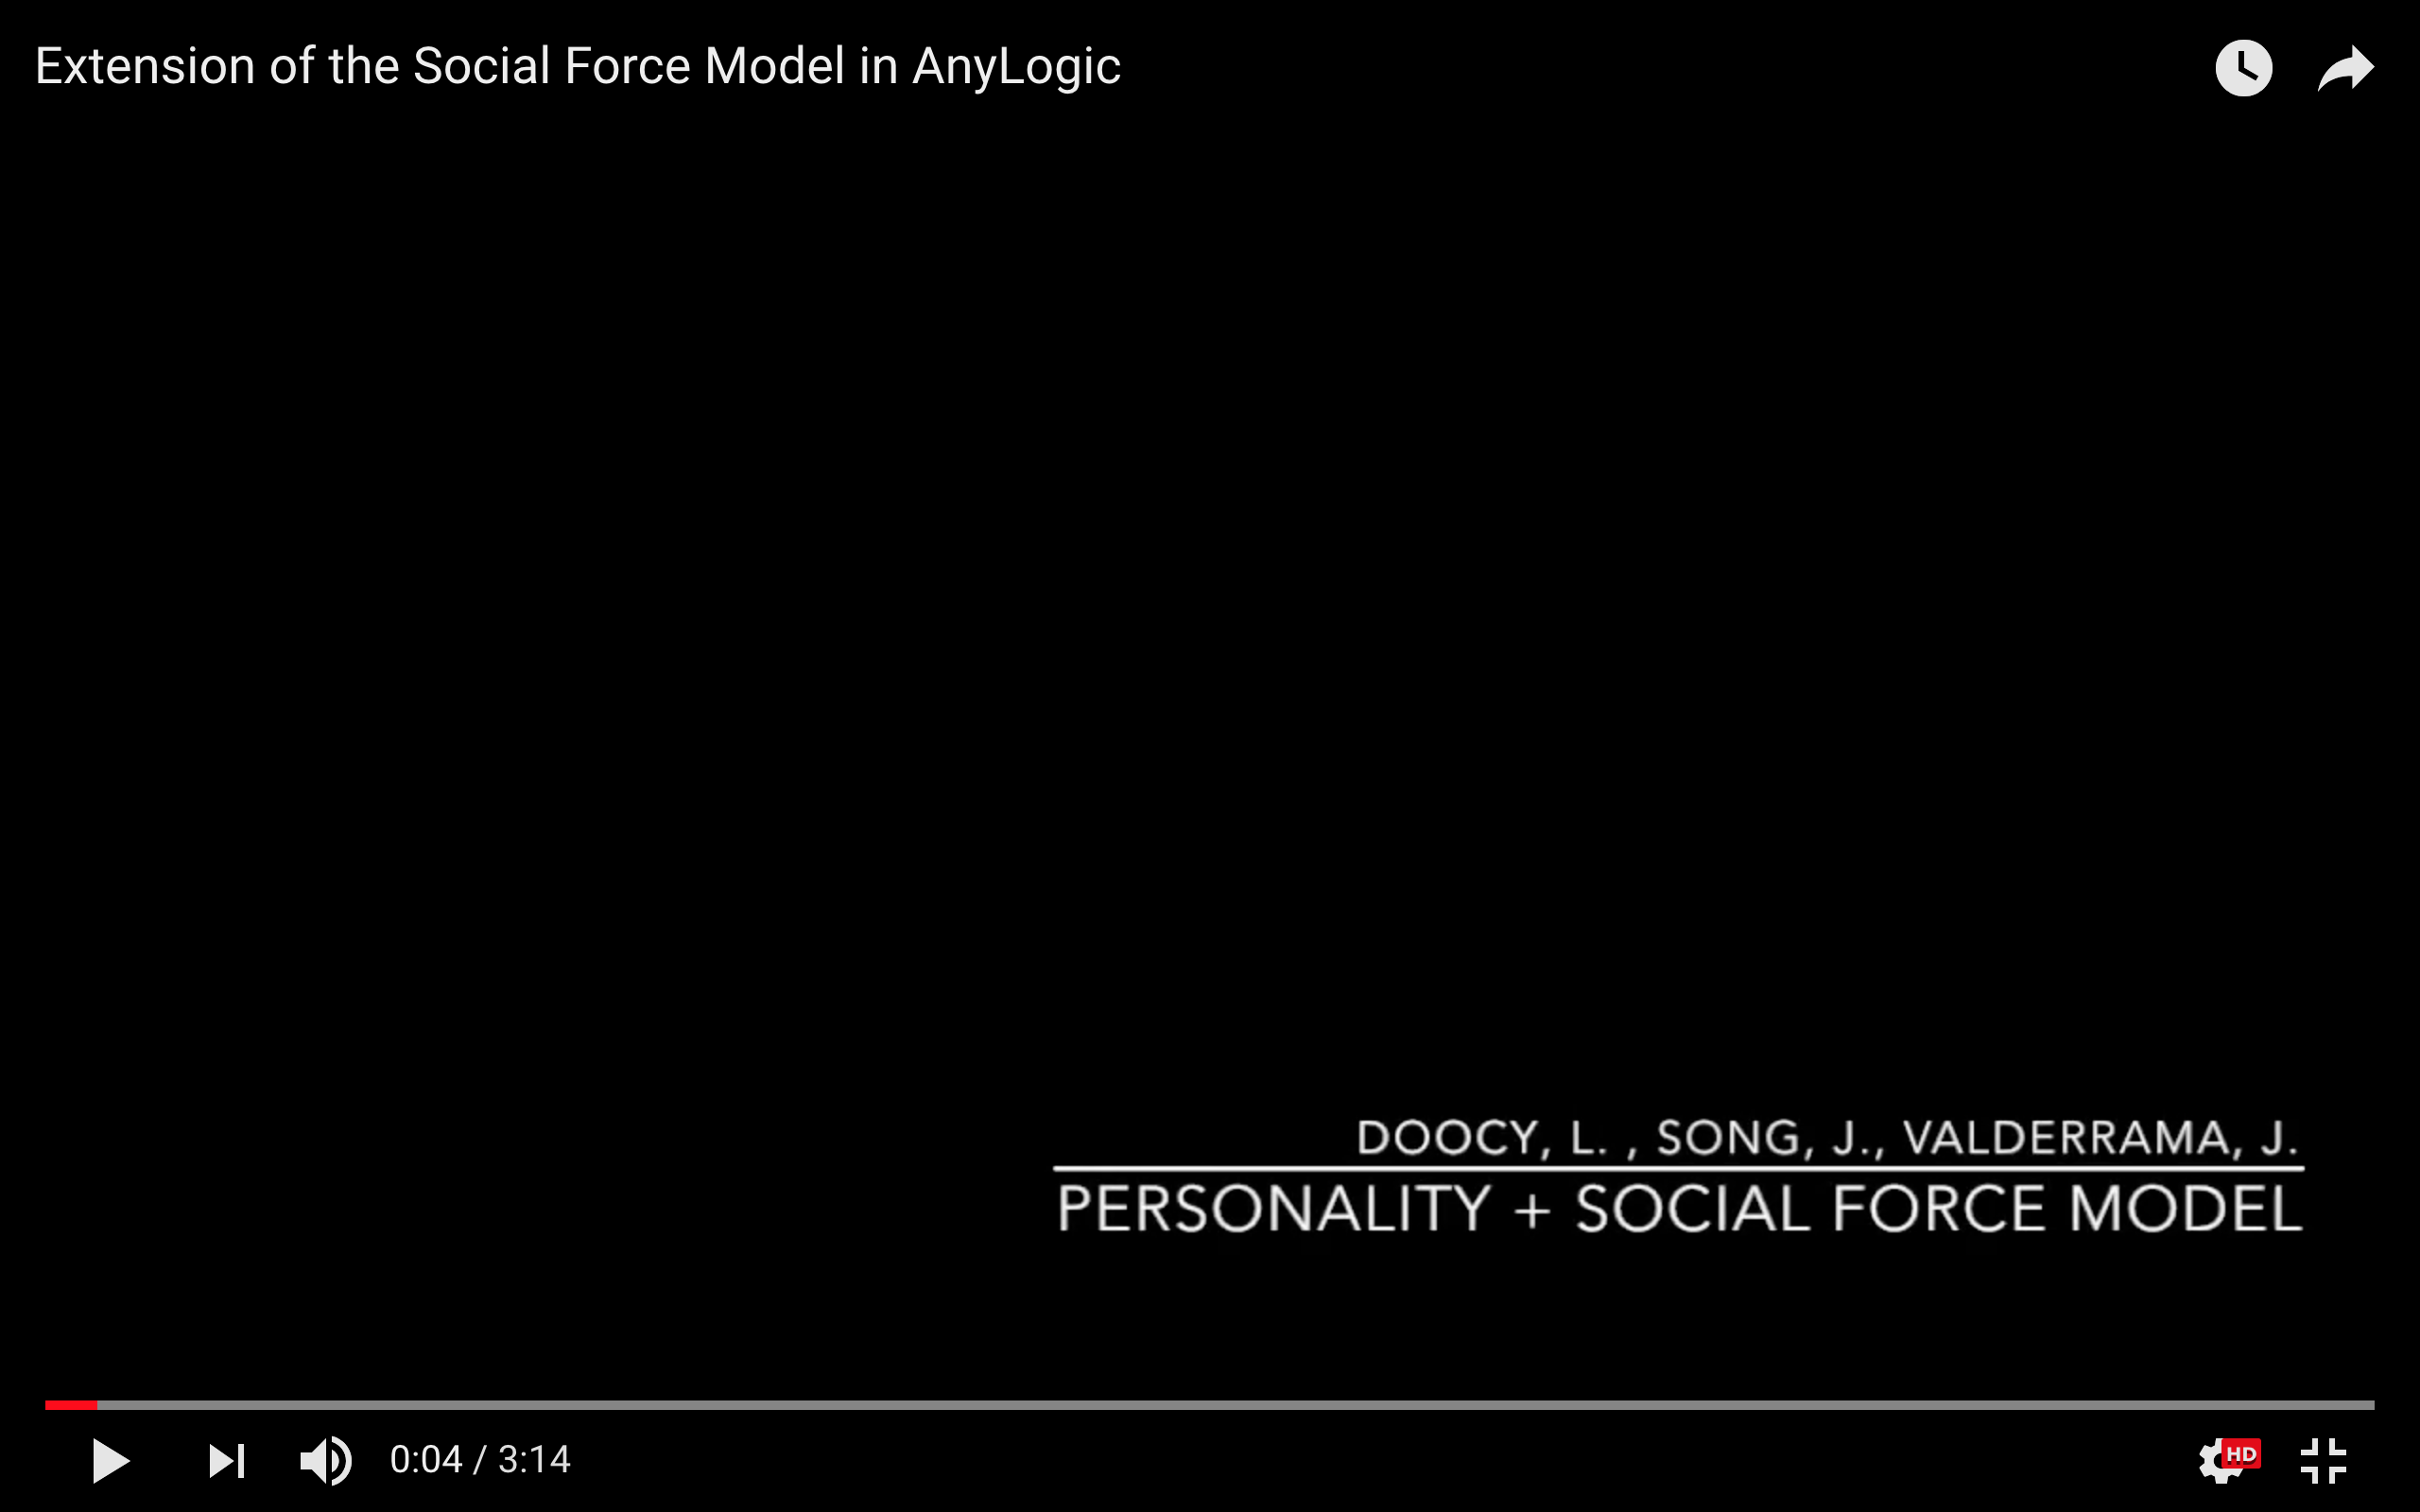 Extension of the Social Force Model in AnyLogic
DOOCY, L. , SONG, J., VALDERRAMA, J.
PERSONALITY + SOCIAL FORCE MODEL
0:04 / 3:14
HD